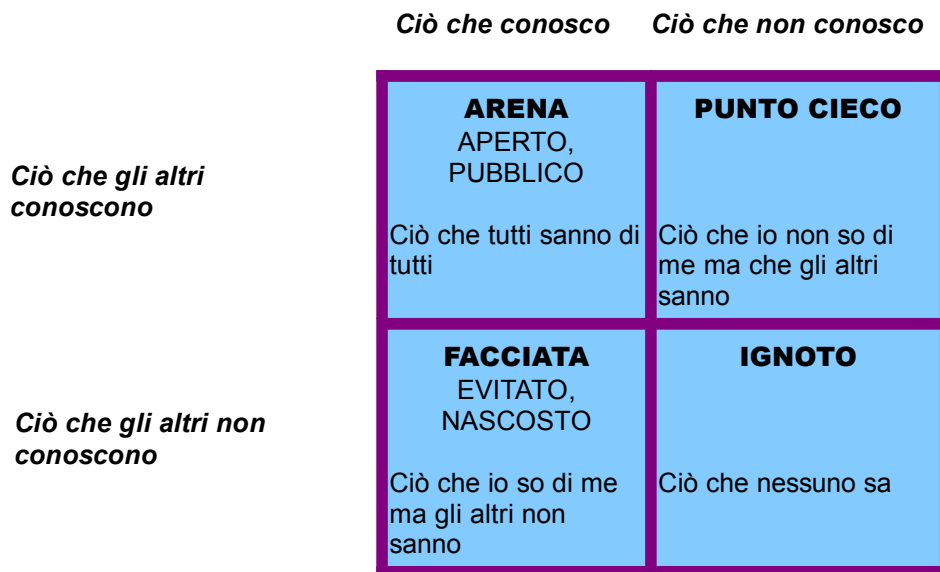 Ciò che conosco
Ciò che non conosco
Ciò che gli altri
conoscono
ARENA
APERTO,
PUBBLICO
Ciò che tutti sanno di
tutti
PUNTO CIECO
Ciò che io non so di
me ma che gli altri
sanno
Ciò che gli altri non
conoscono
FACCIATA
EVITATO,
NASCOSTO
Ciò che io so di me
ma gli altri non
sanno
IGNOTO
Ciò che nessuno sa